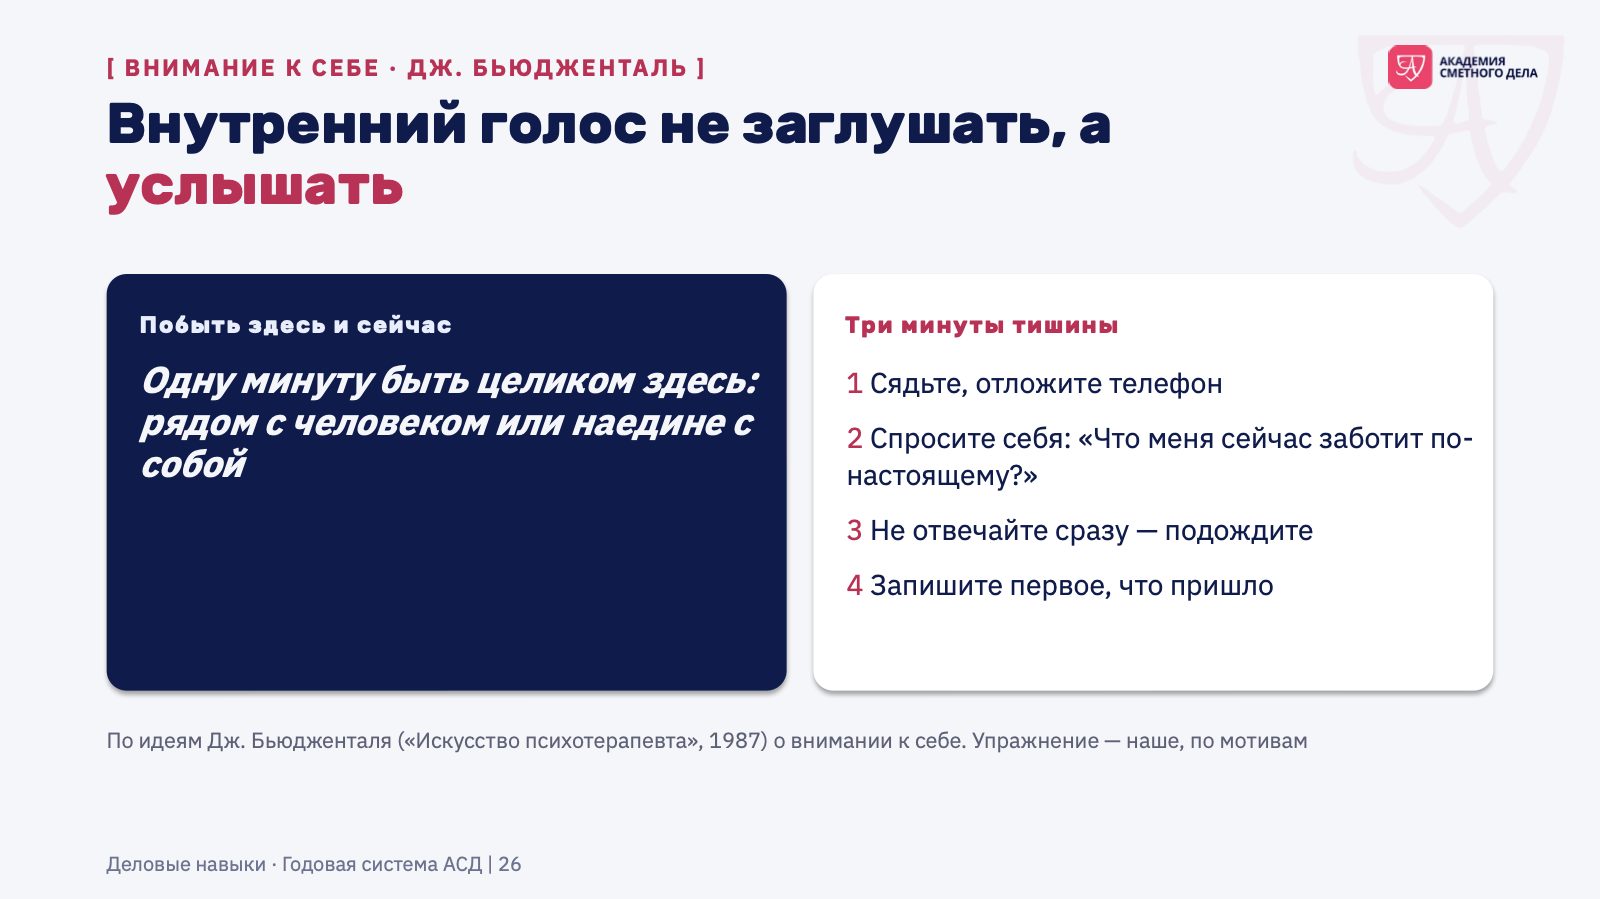 [ ВНИМАНИЕ К СЕБЕ · ДЖ. БЬЮДЖЕНТАЛЬ ]
АКАДЕМИЯ
СМЕТНОГО ДЕЛА
Внутренний голос не заглушать, а
услышать
Побыть здесь и сейчас
Одну минуту быть целиком здесь:
рядом с человеком или наедине с
собой
Три минуты тишины
1 Сядьте, отложите телефон
2 Спросите себя: «Что меня сейчас заботит по-
настоящему?»
3 Не отвечайте сразу — подождите
4 Запишите первое, что пришло
По идеям Дж. Бьюдженталя («Искусство психотерапевта», 1987) о внимании к себе. Упражнение — наше, по мотивам
Деловые навыки · Годовая система АСД | 26